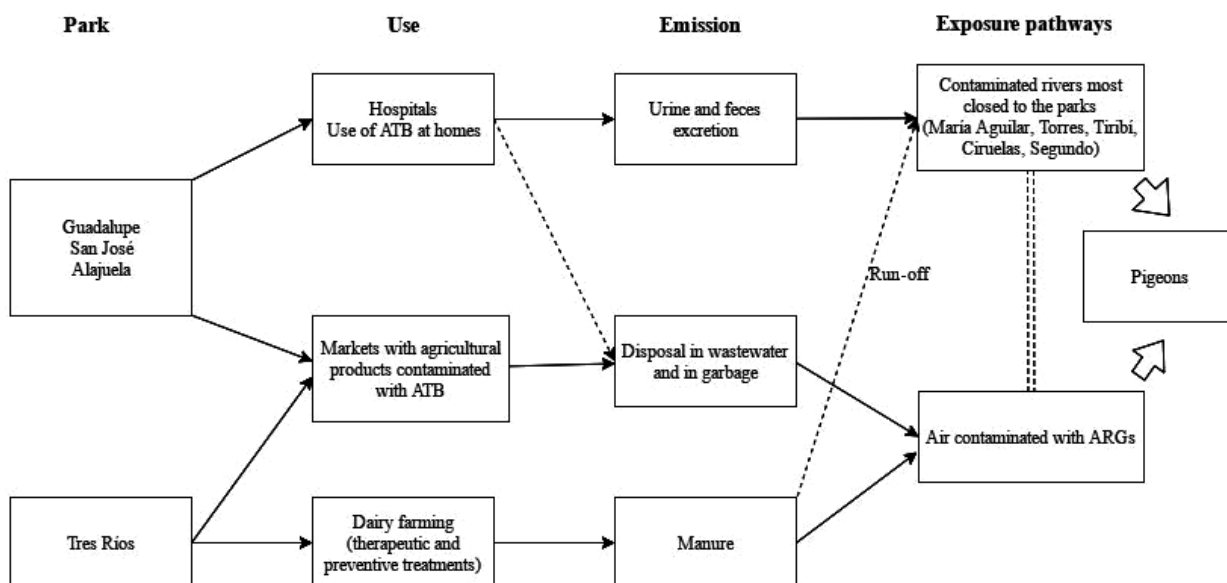 Park
Use
Emission
Exposure pathways
Hospitals
Use of ATB at homes
Urine and feces
excretion
Contaminated rivers most
closed to the parks
(María Aguilar, Torres, Tiribí,
Ciruelas, Segundo)
Guadalupe
San José
Alajuela
Run-off
Pigeons
Markets with agricultural
products contaminated
with ATB
Disposal in wastewater
and in garbage
Air contaminated with ARGs
Tres Ríos
Dairy farming
(therapeutic and
preventive treatments)
Manure